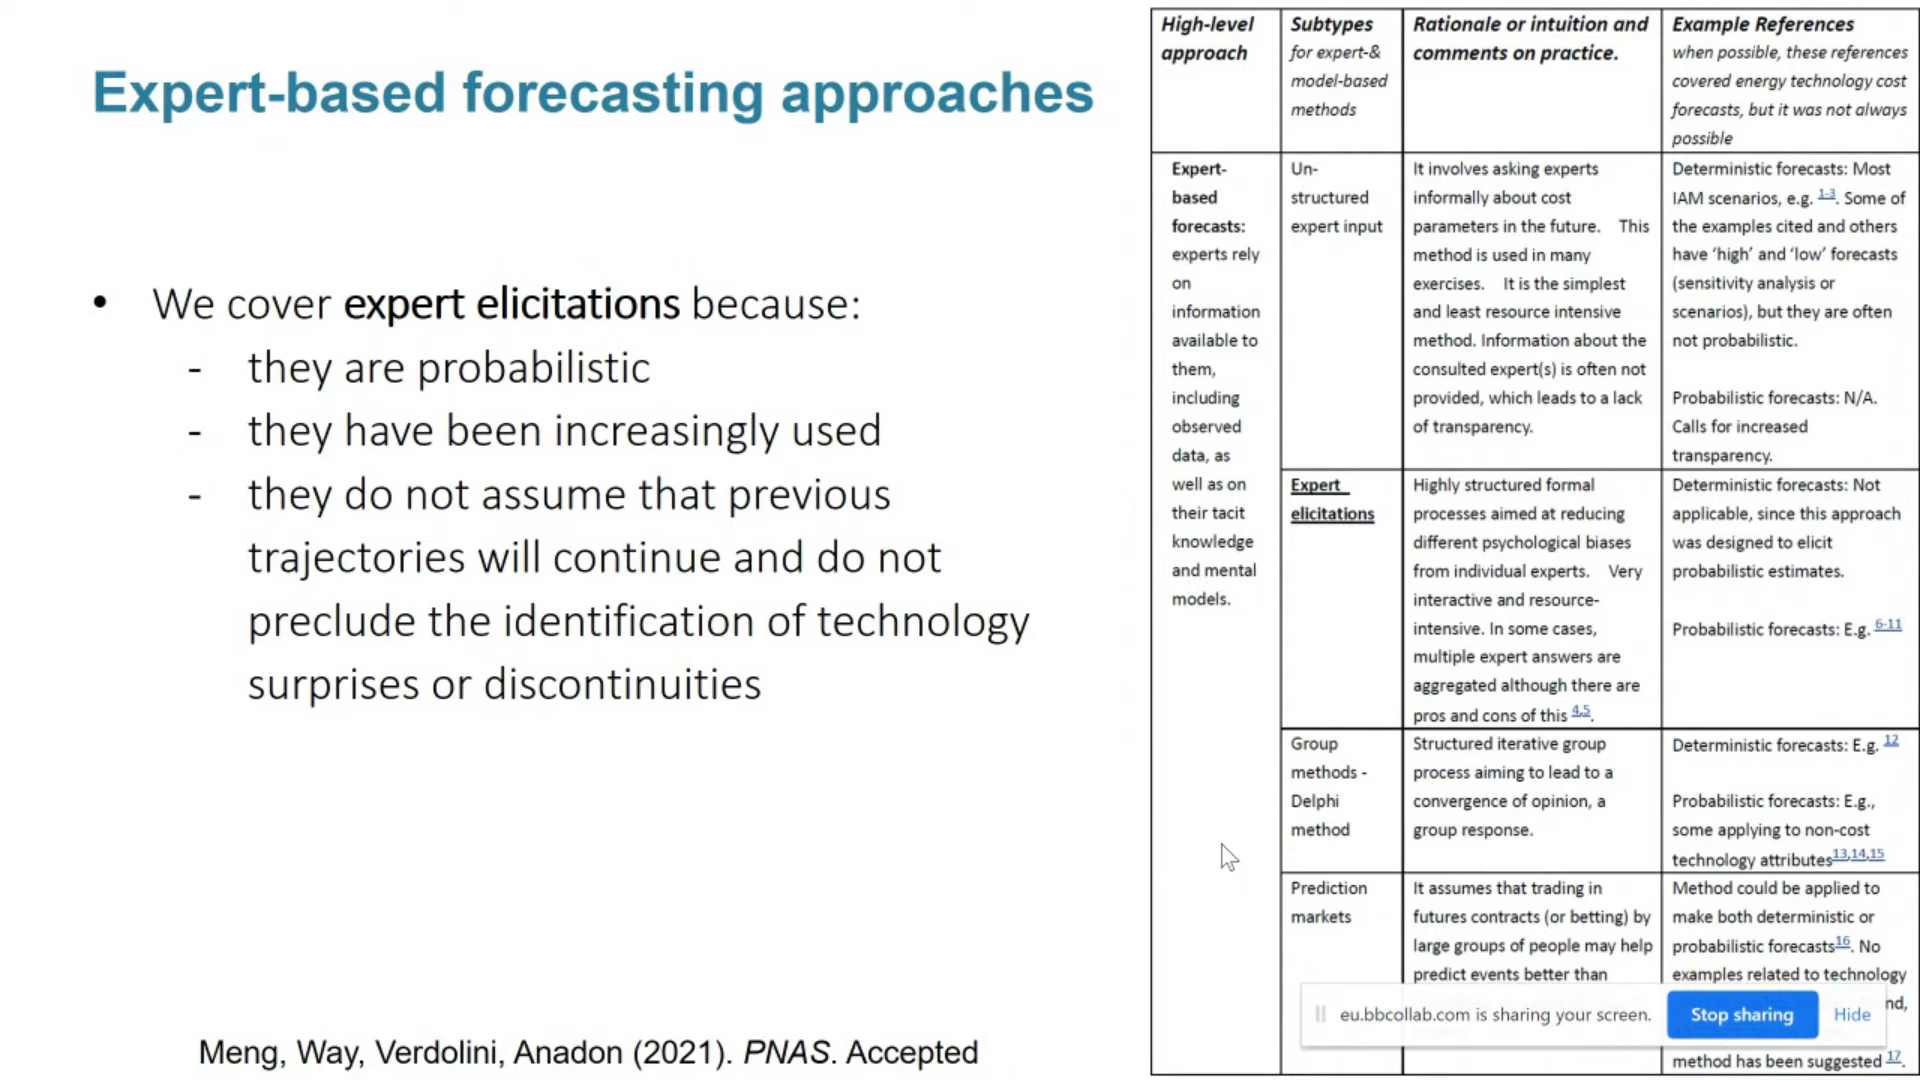 Expert-based forecasting approaches
• We cover expert elicitations because:
- they are probabilistic
- they have been increasingly used
- they do not assume that previous
trajectories will continue and do not
preclude the identification of technology
surprises or discontinuities
Meng, Way, Verdolini, Anadon (2021). PNAS. Accepted
High-level
approach
Subtypes
for expert-&
model-based
methods
Rationale or intuition and
comments on practice.
Example References
when possible, these references
covered energy technology cost
forecasts, but it was not always
possible
Expert-
based
forecasts:
experts rely
on
information
available to
them,
including
observed
data, as
well as on
their tacit
knowledge
and mental
models.
Un-
structured
expert input
It involves asking experts
informally about cost
parameters in the future. This
method is used in many
exercises. It is the simplest
and least resource intensive
method. Information about the
consulted expert(s) is often not
provided, which leads to a lack
of transparency.
Deterministic forecasts: Most
IAM scenarios, e.g. 1-3. Some of
the examples cited and others
have ‘high’ and ‘low’ forecasts
(sensitivity analysis or
scenarios), but they are often
not probabilistic.
Probabilistic forecasts: N/A.
Calls for increased
transparency.
Expert
elicitations
Highly structured formal
processes aimed at reducing
different psychological biases
from individual experts. Very
interactive and resource-
intensive. In some cases,
multiple expert answers are
aggregated although there are
pros and cons of this 4,5.
Deterministic forecasts: Not
applicable, since this approach
was designed to elicit
probabilistic estimates.
Probabilistic forecasts: E.g. 6-11
Group
methods -
Delphi
method
Structured iterative group
process aiming to lead to a
convergence of opinion, a
group response.
Deterministic forecasts: E.g. 12
Probabilistic forecasts: E.g.,
some applying to non-cost
technology attributes13,14,15
Prediction
markets
It assumes that trading in
futures contracts (or betting) by
large groups of people may help
predict events better than
Method could be applied to
make both deterministic or
probabilistic forecasts16. No
examples related to technology
nd,
method has been suggested 17.
eu.bbcollab.com is sharing your screen.
Stop sharing
Hide